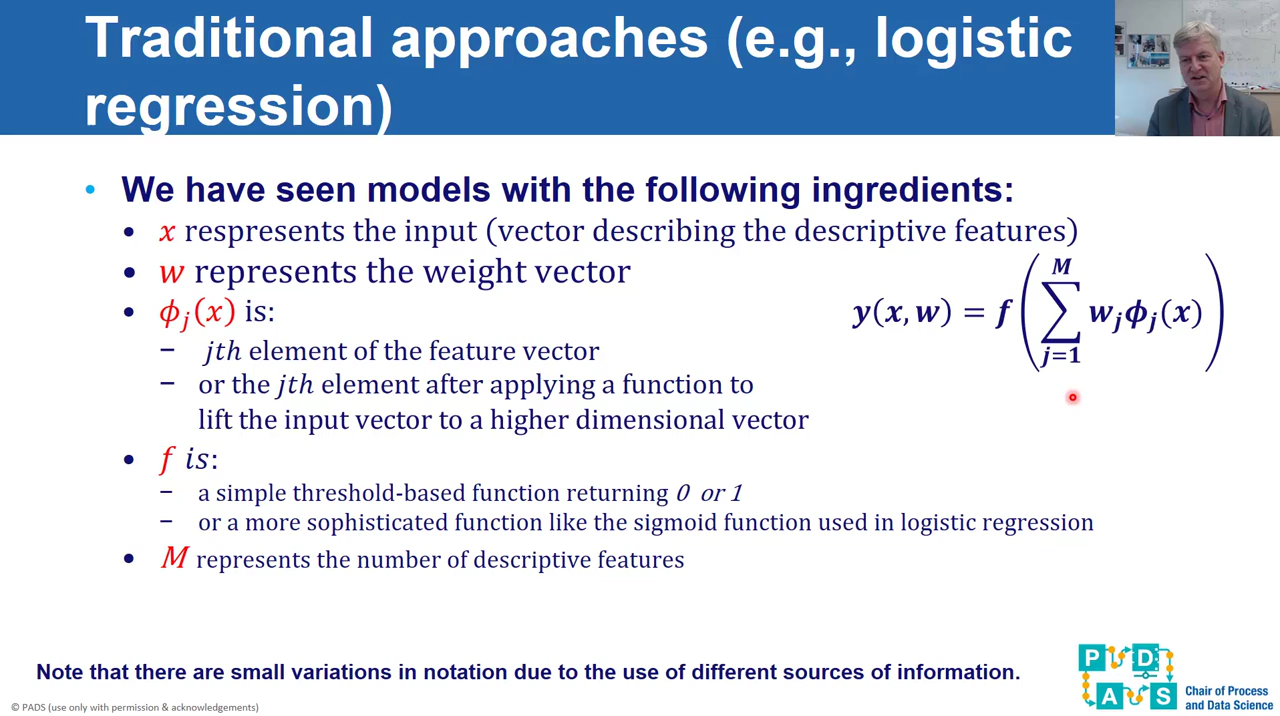 Traditional approaches (e.g., logistic
regression)
• We have seen models with the following ingredients:
• x respresents the input (vector describing the descriptive features)
• w represents the weight vector
• ϕⱼ(x) is:
− jth element of the feature vector
− or the jth element after applying a function to
lift the input vector to a higher dimensional vector
• f is:
− a simple threshold-based function returning 0 or 1
− or a more sophisticated function like the sigmoid function used in logistic regression
• M represents the number of descriptive features
y(x, w) = f(∑_{j=1}^{M} wⱼϕⱼ(x))
Note that there are small variations in notation due to the use of different sources of information.
P D
A S
Chair of Process
and Data Science
© PADS (use only with permission & acknowledgements)